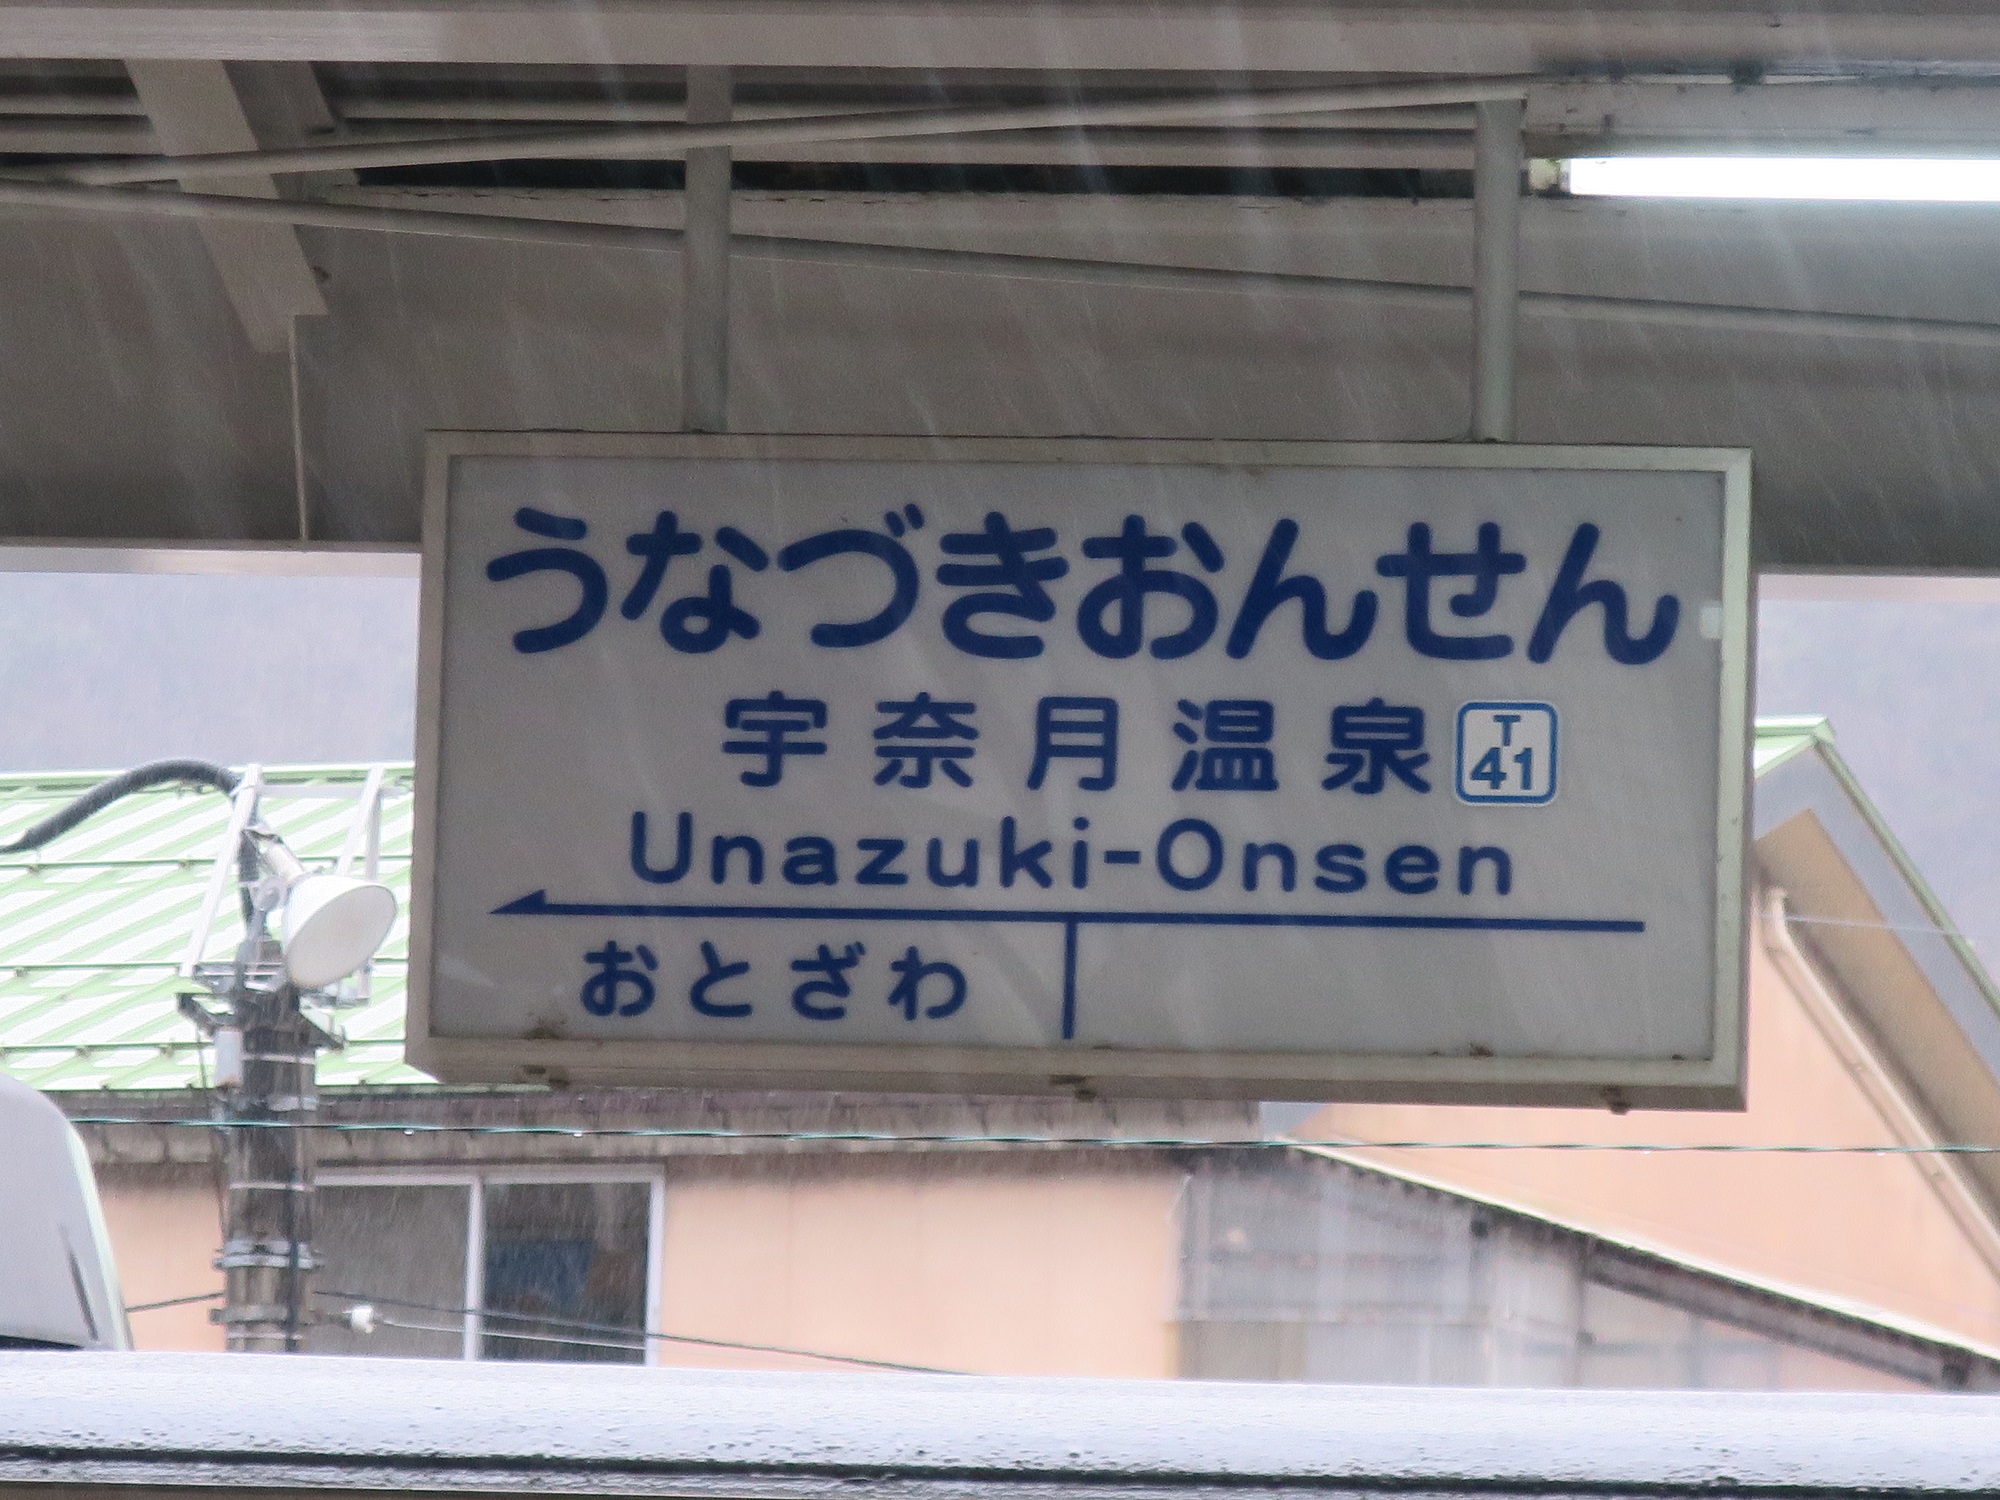 うなづきおんせん
宇奈月温泉 T 41
Unazuki-Onsen
おとざわ